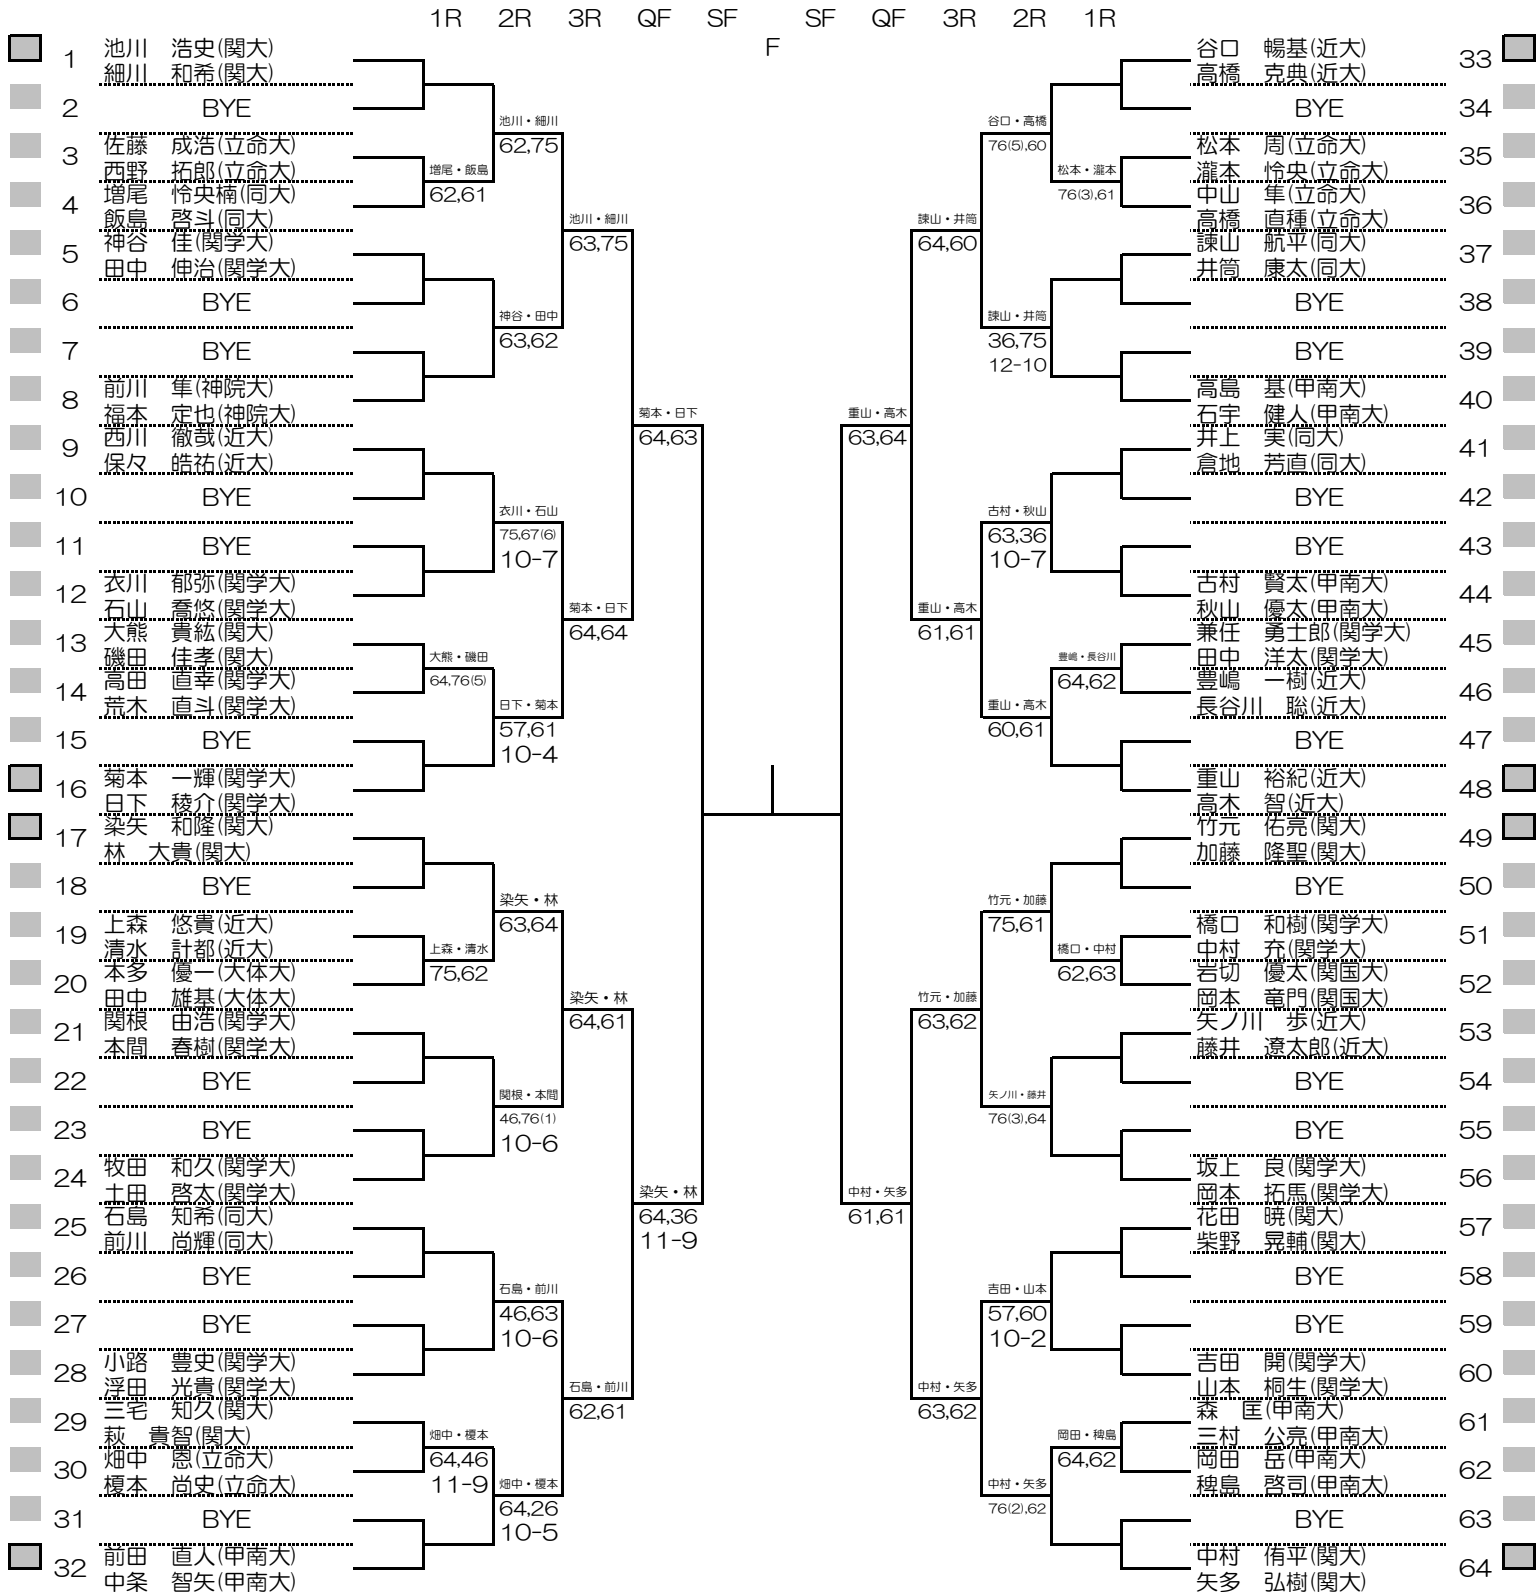 1R 2R 3R QF SF SF QF 3R 2R 1R
F
1 池川 浩史(関大)
細川 和希(関大)
2 BYE
3 佐藤 成浩(立命大)
西野 拓郎(立命大)
4 増尾 怜央楠(同大)
飯島 啓斗(同大)
5 神谷 佳(関学大)
田中 伸治(関学大)
6 BYE
7 BYE
8 前川 隼(神院大)
福本 定也(神院大)
9 西川 徹哉(近大)
保々 皓祐(近大)
10 BYE
11 BYE
12 衣川 郁弥(関学大)
石山 喬悠(関学大)
13 大熊 貴紘(関大)
磯田 佳孝(関大)
14 高田 直幸(関学大)
荒木 直斗(関学大)
15 BYE
16 菊本 一輝(関学大)
日下 稜介(関学大)
17 染矢 和隆(関大)
林 大貴(関大)
18 BYE
19 上森 悠貴(近大)
清水 計都(近大)
20 本多 優一(大体大)
田中 雄基(大体大)
21 関根 由浩(関学大)
本間 春樹(関学大)
22 BYE
23 BYE
24 牧田 和久(関学大)
土田 啓太(関学大)
25 石島 知希(同大)
前川 尚輝(同大)
26 BYE
27 BYE
28 小路 豊史(関学大)
浮田 光貴(関学大)
29 三宅 知久(関大)
萩 貴智(関大)
30 畑中 恩(立命大)
榎本 尚史(立命大)
31 BYE
32 前田 直人(甲南大)
中条 智矢(甲南大)
増尾・飯島
62,61
大熊・磯田
64,76(5)
上森・清水
75,62
畑中・榎本
64,46
11-9
池川・細川
62,75
神谷・田中
63,62
衣川・石山
75,67(6)
10-7
日下・菊本
57,61
10-4
染矢・林
63,64
関根・本間
46,76(1)
10-6
石島・前川
46,63
10-6
畑中・榎本
64,26
10-5
池川・細川
63,75
菊本・日下
64,64
染矢・林
64,61
石島・前川
62,61
菊本・日下
64,63
染矢・林
64,36
11-9
重山・高木
63,64
中村・矢多
61,61
諫山・井筒
64,60
重山・高木
61,61
竹元・加藤
63,62
中村・矢多
63,62
谷口・高橋
76(5),60
諫山・井筒
36,75
12-10
古村・秋山
63,36
10-7
重山・高木
60,61
竹元・加藤
75,61
矢ノ川・藤井
76(3),64
吉田・山本
57,60
10-2
中村・矢多
76(2),62
松本・瀧本
76(3),61
豊嶋・長谷川
64,62
橋口・中村
62,63
岡田・稗島
64,62
谷口 暢基(近大) 33
高橋 克典(近大)
BYE 34
松本 周(立命大) 35
瀧本 怜央(立命大)
中山 隼(立命大) 36
高橋 直種(立命大)
諫山 航平(同大) 37
井筒 康太(同大)
BYE 38
BYE 39
高島 基(甲南大) 40
石宇 健人(甲南大)
井上 実(同大) 41
倉地 芳直(同大)
BYE 42
BYE 43
古村 賢太(甲南大) 44
秋山 優太(甲南大)
兼任 勇士郎(関学大) 45
田中 洋太(関学大)
豊嶋 一樹(近大) 46
長谷川 聡(近大)
BYE 47
重山 裕紀(近大) 48
高木 智(近大)
竹元 佑亮(関大) 49
加藤 隆聖(関大)
BYE 50
橋口 和樹(関学大) 51
中村 充(関学大)
岩切 優太(関国大) 52
岡本 竜門(関国大)
矢ノ川 歩(近大) 53
藤井 遼太郎(近大)
BYE 54
BYE 55
坂上 良(関学大) 56
岡本 拓馬(関学大)
花田 暁(関大) 57
柴野 晃輔(関大)
BYE 58
BYE 59
吉田 開(関学大) 60
山本 桐生(関学大)
森 匡(甲南大) 61
三村 公亮(甲南大)
岡田 岳(甲南大) 62
稗島 啓司(甲南大)
BYE 63
中村 侑平(関大) 64
矢多 弘樹(関大)